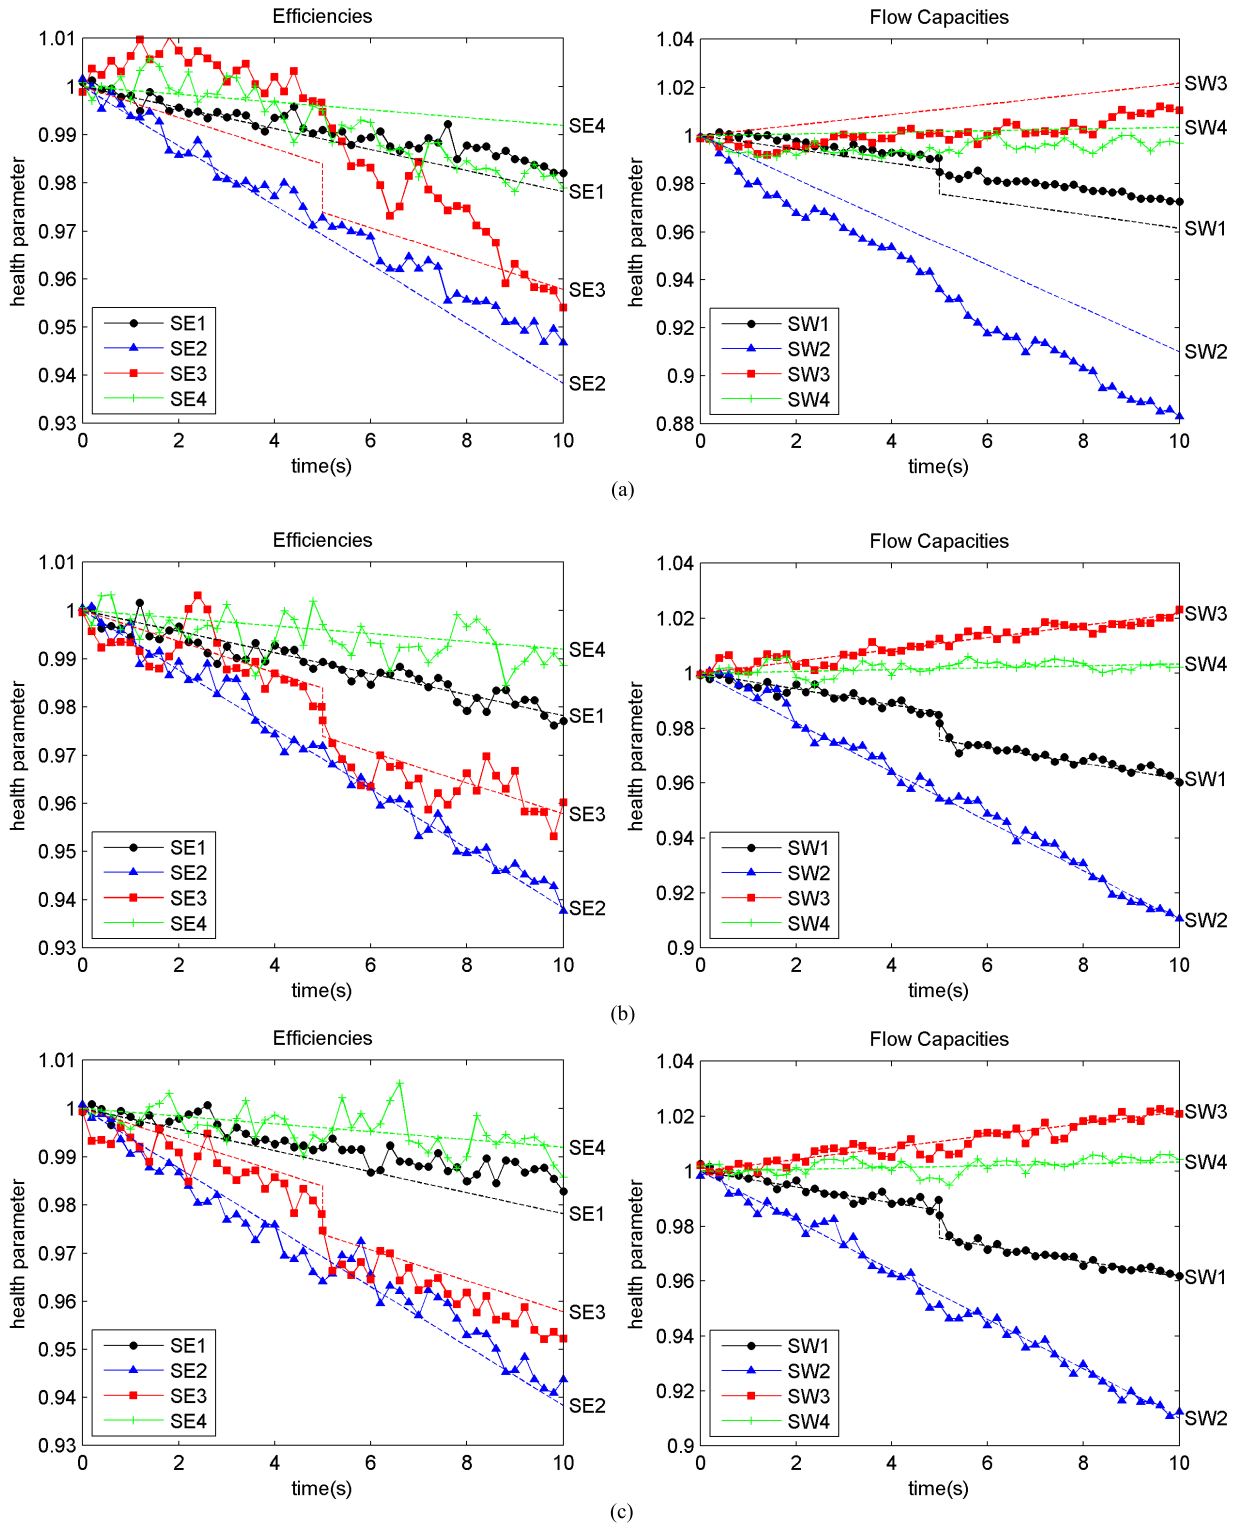 Efficiencies
1.01
1
0.99
0.98
0.97
0.96
0.95
0.94
0.93
health parameter
0 2 4 6 8 10
time(s)
SE4
SE1
SE3
SE2
SE1
SE2
SE3
SE4
Flow Capacities
1.04
1.02
1
0.98
0.96
0.94
0.92
0.9
0.88
health parameter
0 2 4 6 8 10
time(s)
SW3
SW4
SW1
SW2
SW1
SW2
SW3
SW4
(a)
Efficiencies
1.01
1
0.99
0.98
0.97
0.96
0.95
0.94
0.93
health parameter
0 2 4 6 8 10
time(s)
SE4
SE1
SE3
SE2
SE1
SE2
SE3
SE4
Flow Capacities
1.04
1.02
1
0.98
0.96
0.94
0.92
0.9
health parameter
0 2 4 6 8 10
time(s)
SW3
SW4
SW1
SW2
SW1
SW2
SW3
SW4
(b)
Efficiencies
1.01
1
0.99
0.98
0.97
0.96
0.95
0.94
0.93
health parameter
0 2 4 6 8 10
time(s)
SE4
SE1
SE3
SE2
SE1
SE2
SE3
SE4
Flow Capacities
1.04
1.02
1
0.98
0.96
0.94
0.92
0.9
health parameter
0 2 4 6 8 10
time(s)
SW3
SW4
SW1
SW2
SW1
SW2
SW3
SW4
(c)